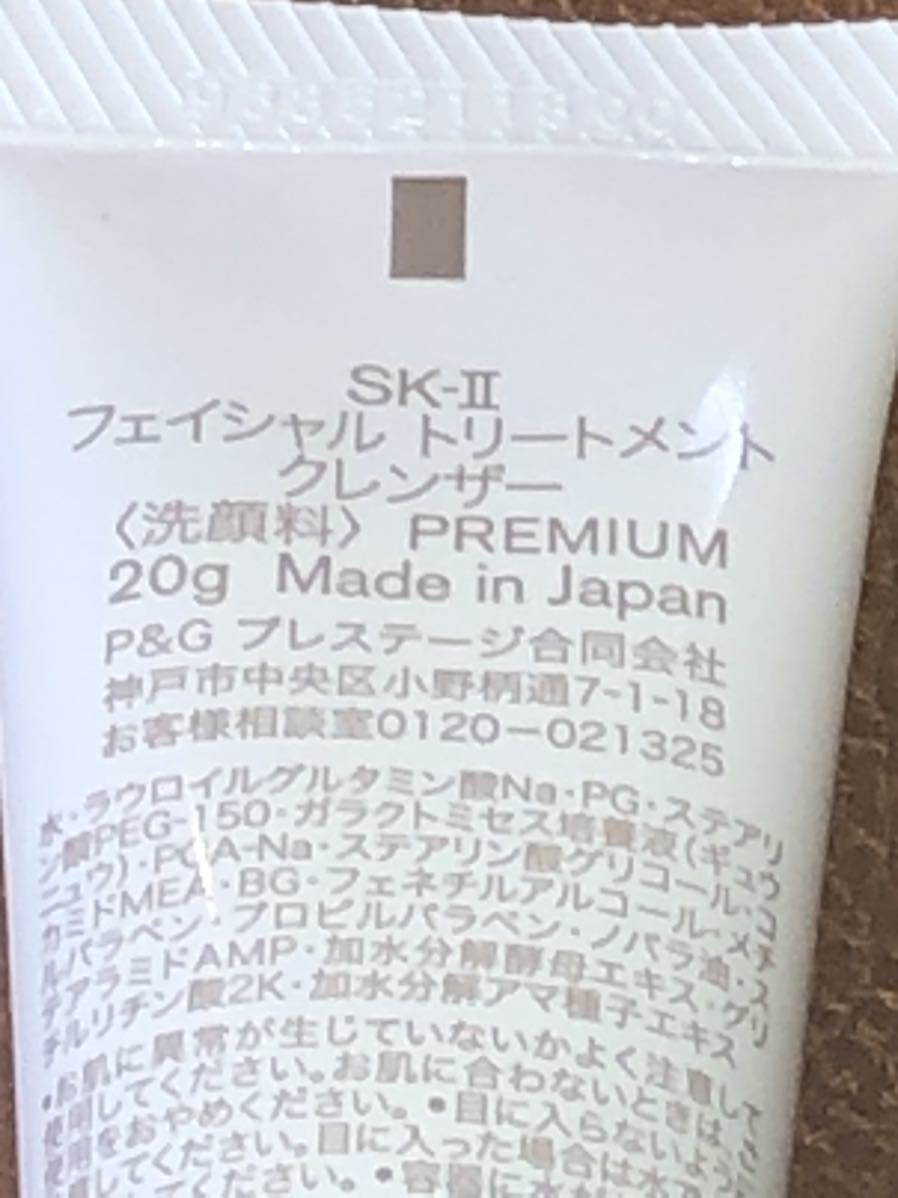 SK-Ⅱ
フェイシャル トリートメント
クレンザー
〈洗顔料〉 PREMIUM
20g Made in Japan
P&G プレステージ合同会社
神戸市中央区小野柄通7-1-18
お客様相談室0120-021325
水・ラウロイルグルタミン酸Na・PG・ステアリ
ン酸PEG-150・ガラクトミセス培養液(ギュウ
ニュウ)・PCA-Na・ステアリン酸グリコール・コ
カミドMEA・BG・フェネチルアルコール・メチ
ルパラベン・プロピルパラベン・ノバラ油・ス
テアラミドAMP・加水分解酵母エキス・グリ
チルリチン酸2K・加水分解アマ種子エキス
•お肌に異常が生じていないかよく注意して
使用してください。お肌に合わないときは、ご
使用をおやめください。•目に入らないよう
してください。目に入った場合は水で
してください。•容器に水が